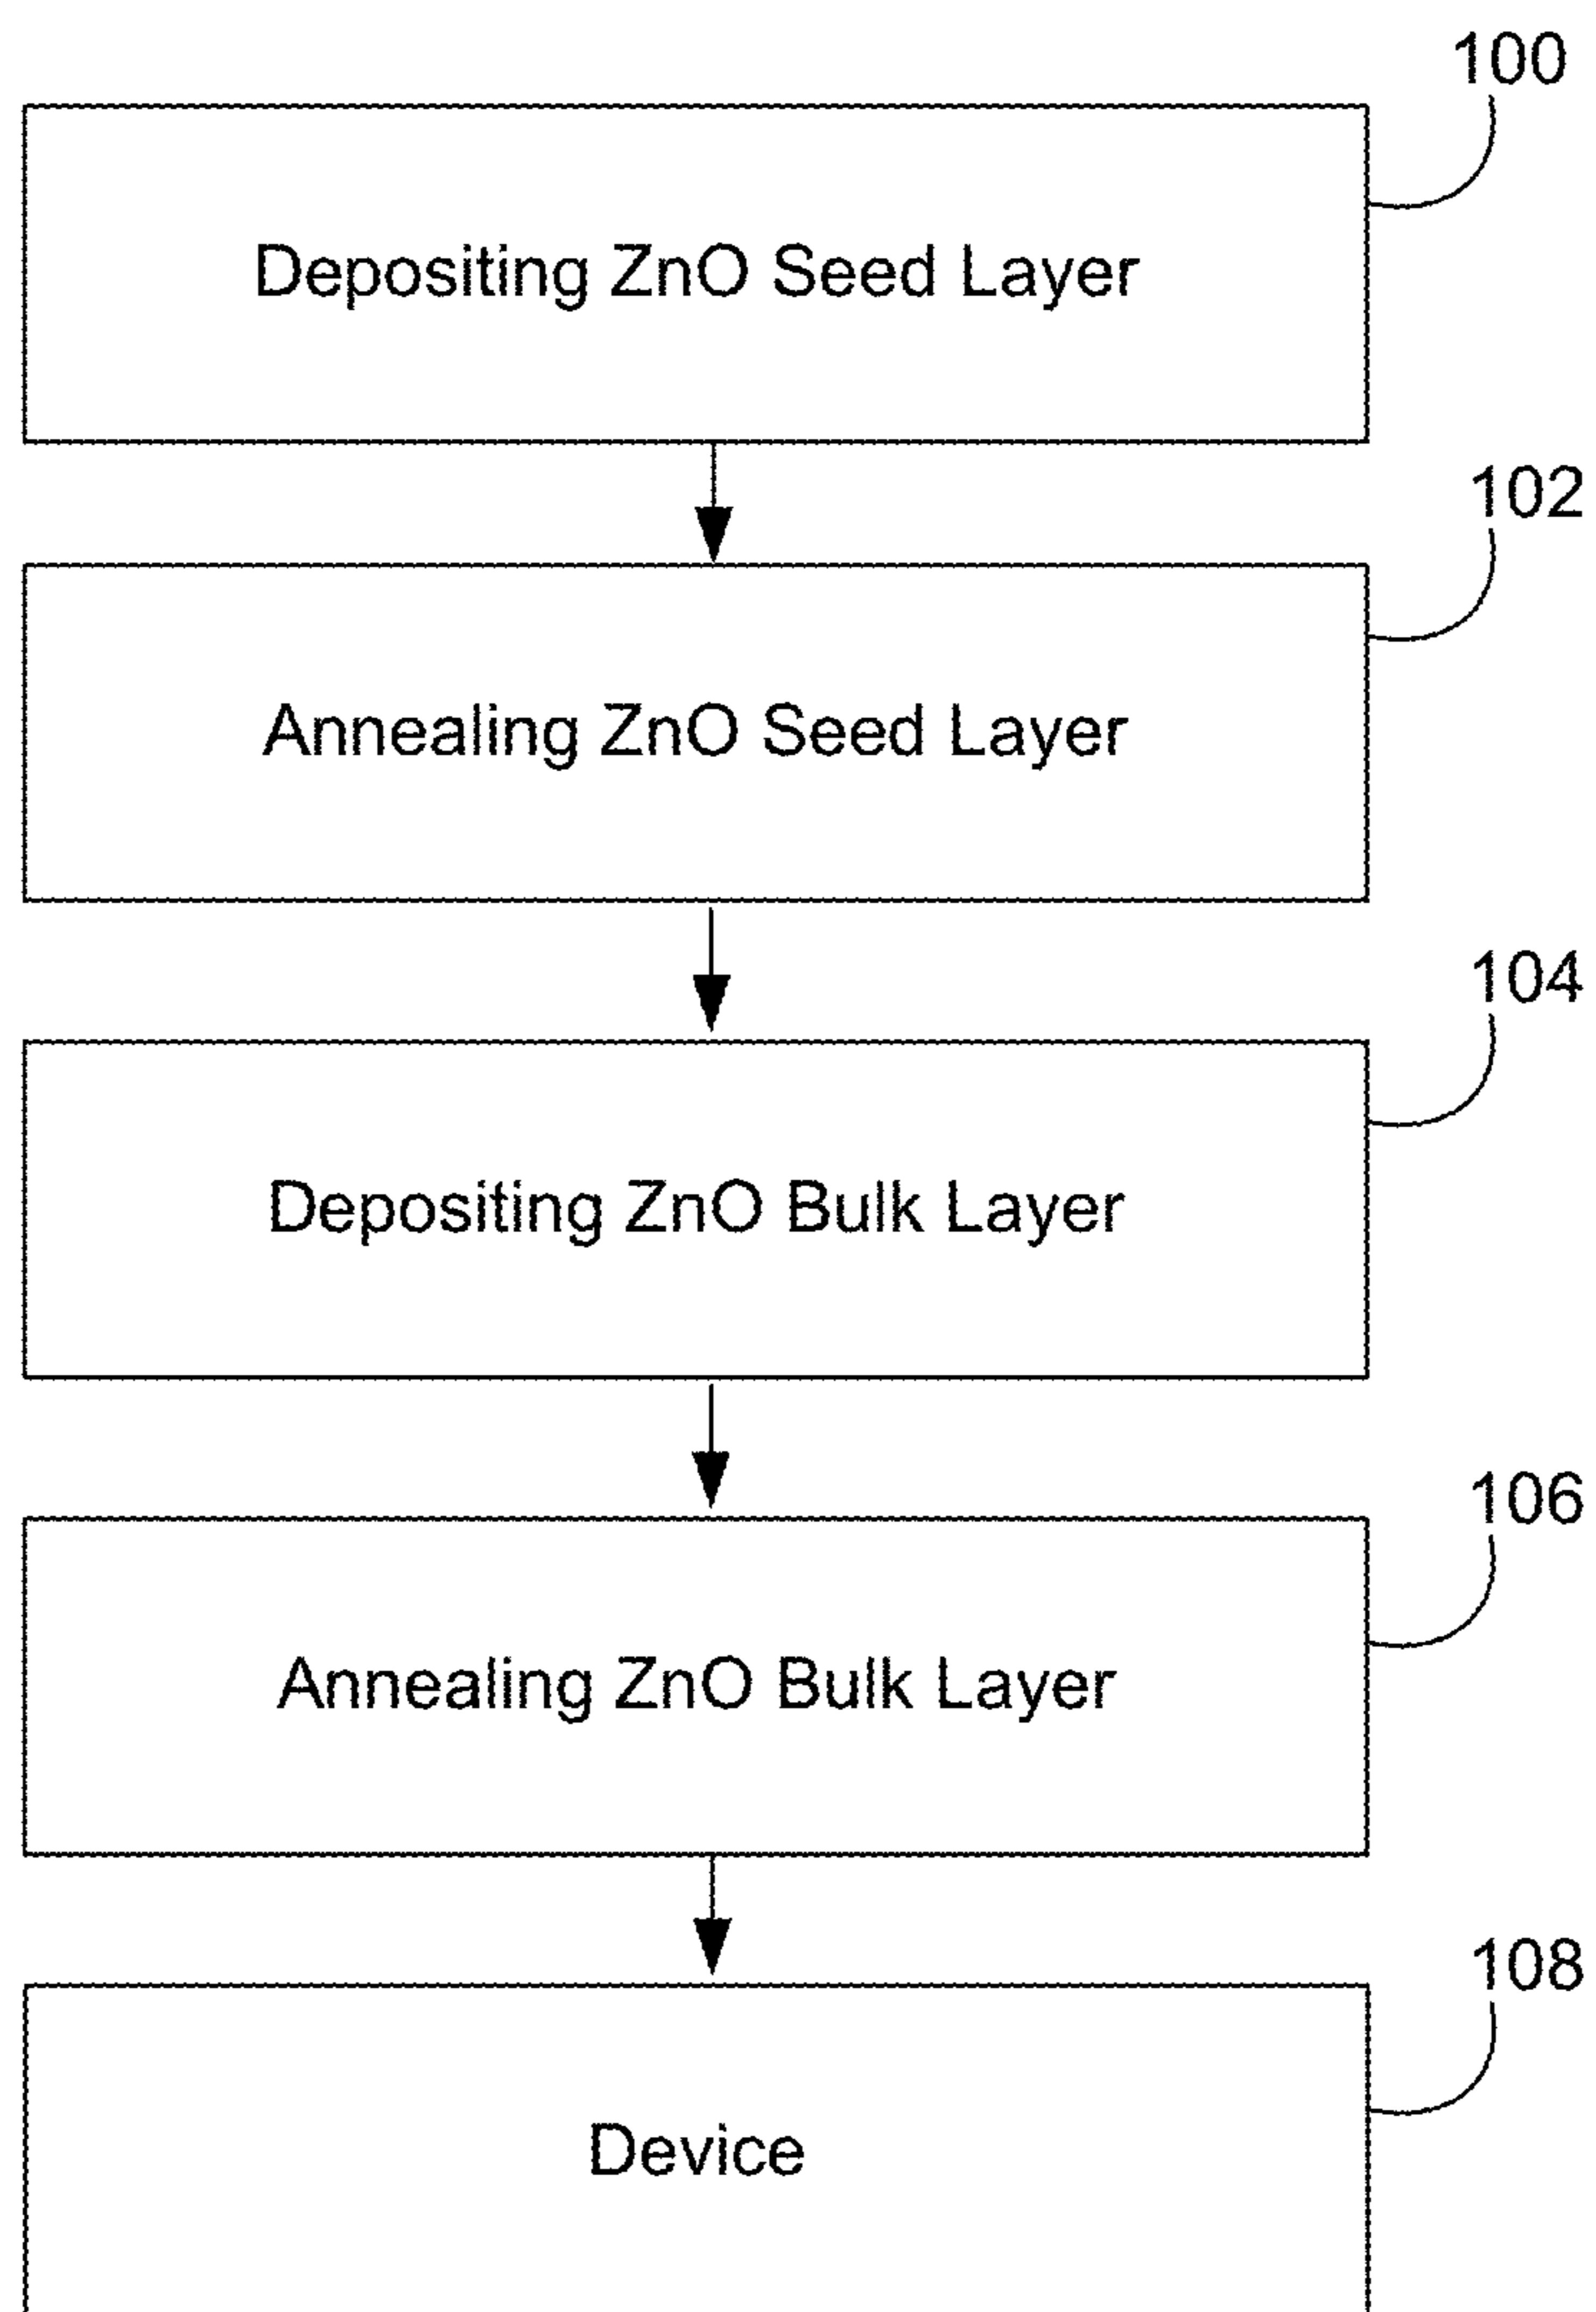 100
Depositing ZnO Seed Layer
102
Annealing ZnO Seed Layer
104
Depositing ZnO Bulk Layer
106
Annealing ZnO Bulk Layer
108
Device